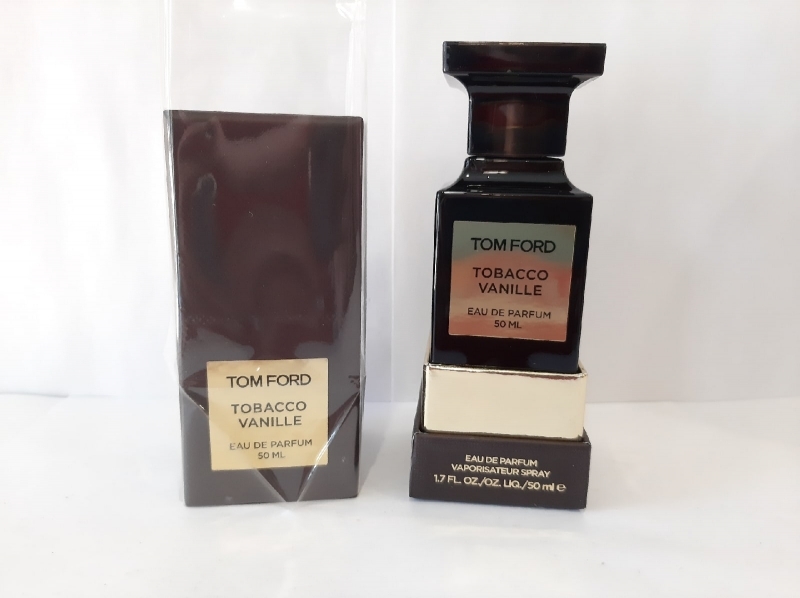 TOM FORD
TOBACCO
VANILLE
EAU DE PARFUM
50 ML
TOM FORD
TOBACCO
VANILLE
EAU DE PARFUM
50 ML
EAU DE PARFUM
VAPORISATEUR SPRAY
1.7 FL. OZ./OZ. LIQ./50 ml ℮